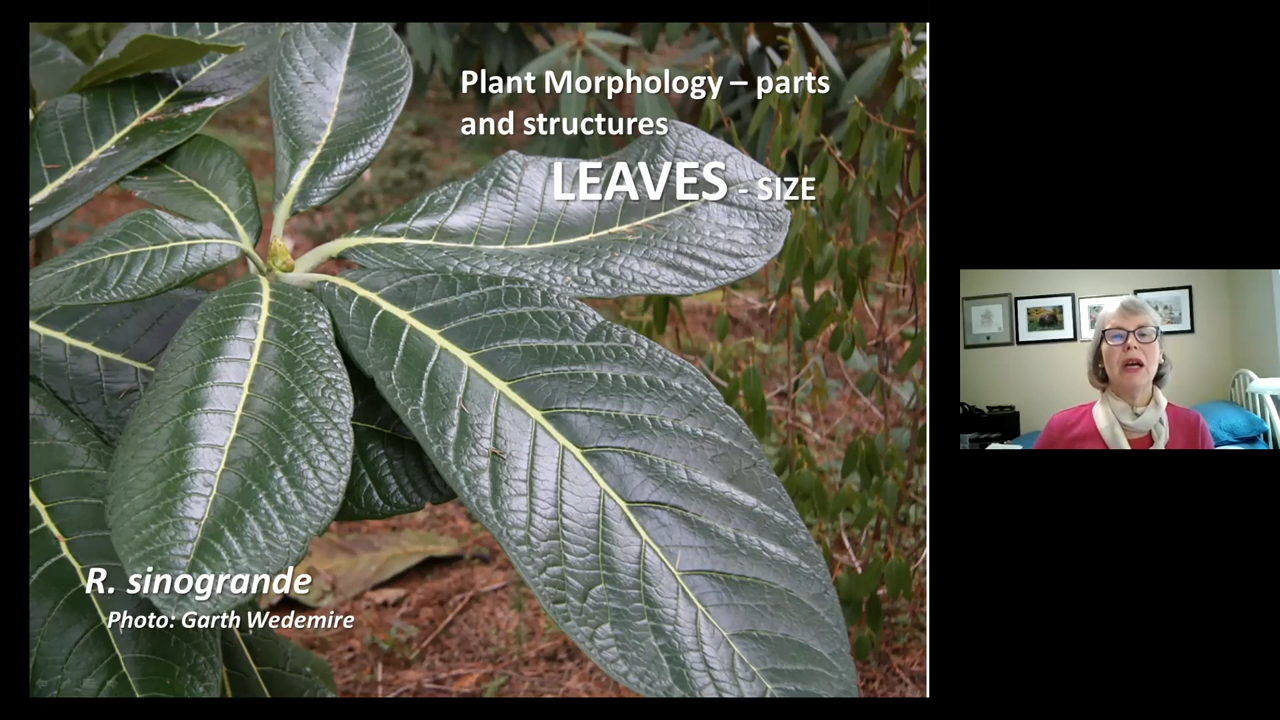 Plant Morphology – parts
and structures
LEAVES - SIZE
R. sinogrande
Photo: Garth Wedemire